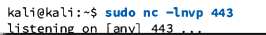 kali@kali:~$ sudo nc -lnvp 443
listening on [any] 443 ...